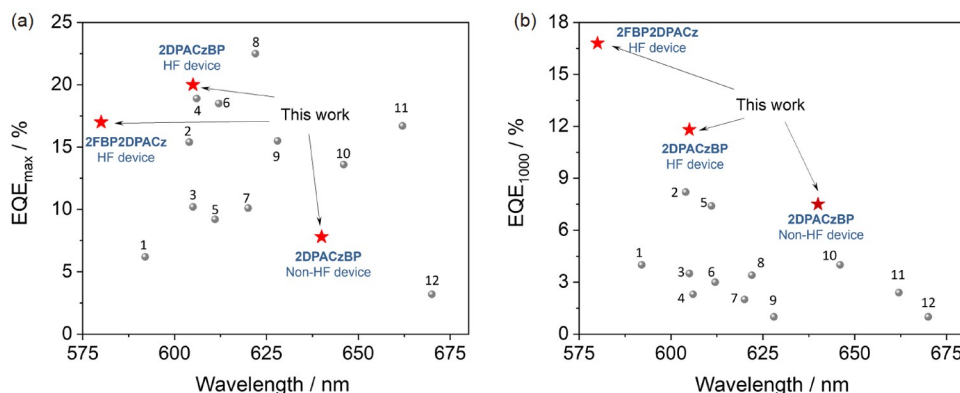 (a)
25
20
15
10
5
0
EQEmax / %
575
600
625
650
675
Wavelength / nm
2DPACzBP
HF device
8
4
6
This work
11
2FBP2DPACz
HF device
2
9
10
3
5
7
1
2DPACzBP
Non-HF device
12
(b)
18
15
12
9
6
3
0
EQE1000 / %
575
600
625
650
675
Wavelength / nm
2FBP2DPACz
HF device
This work
2DPACzBP
HF device
2
5
2DPACzBP
Non-HF device
1
3
4
6
7
8
9
10
11
12